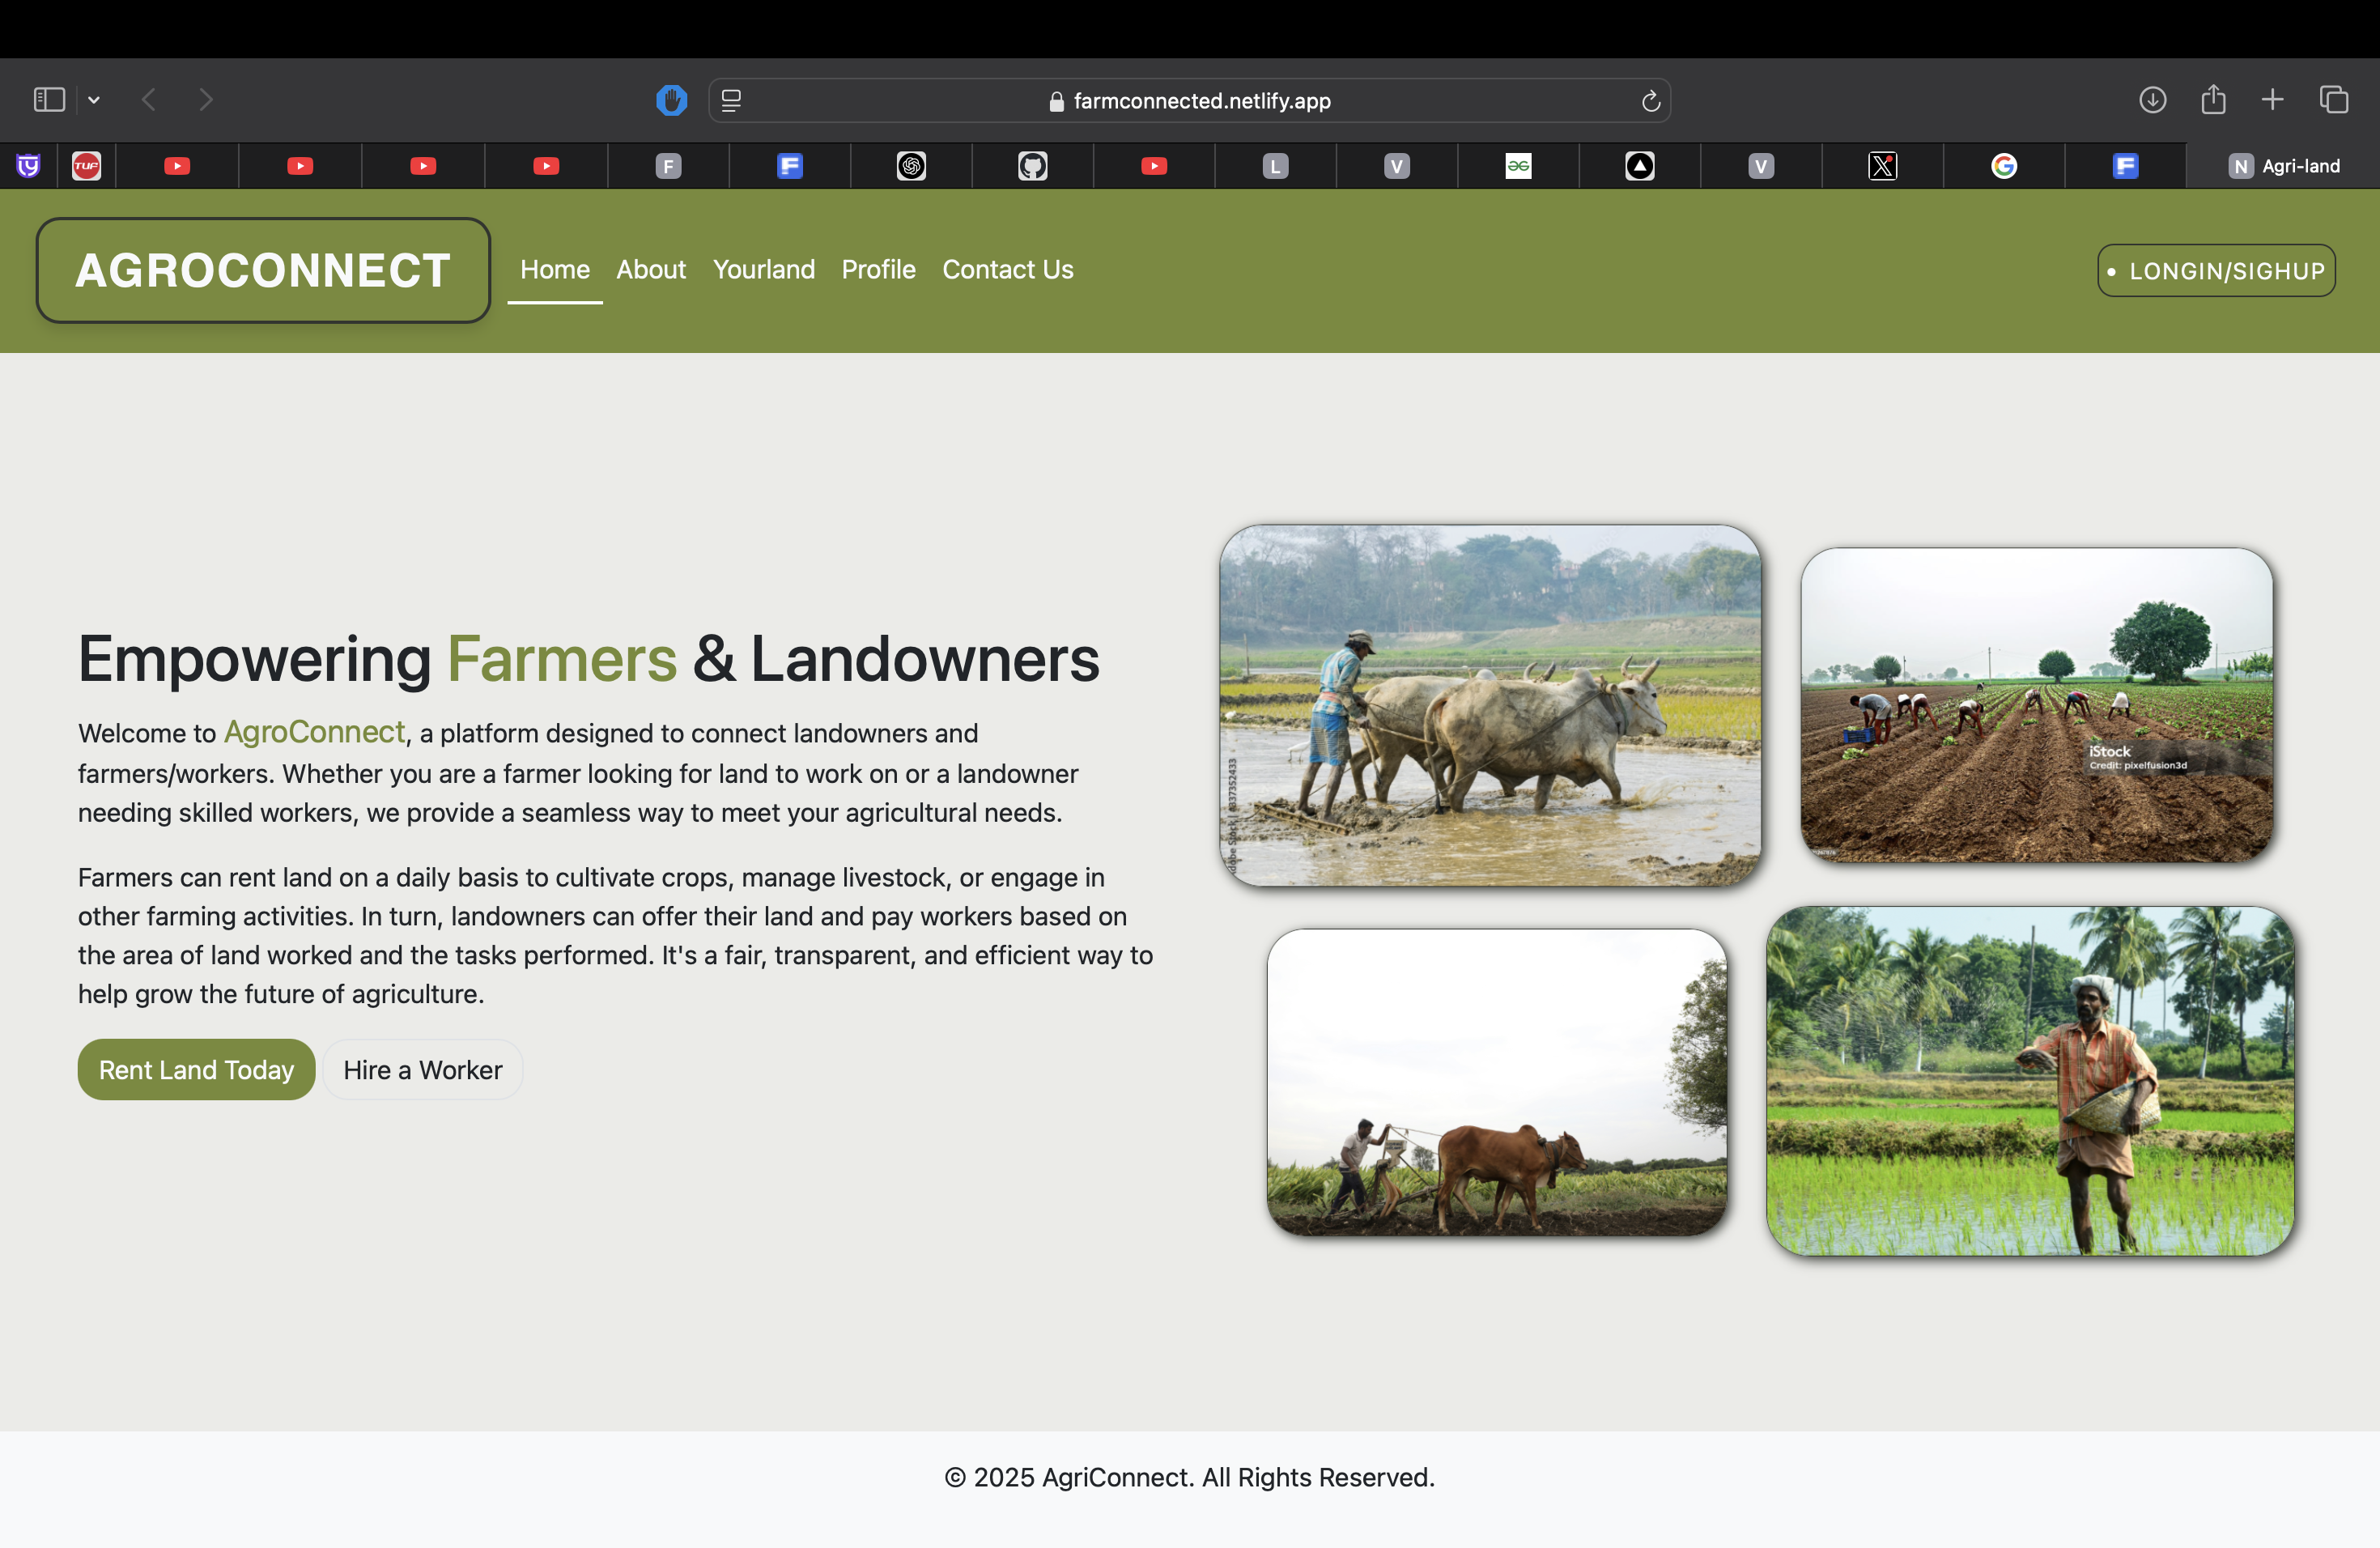 farmconnected.netlify.app
TUF
F
L
V
V
N Agri-land
AGROCONNECT
Home
About
Yourland
Profile
Contact Us
• LONGIN/SIGHUP
Empowering Farmers & Landowners
Welcome to AgroConnect, a platform designed to connect landowners and
farmers/workers. Whether you are a farmer looking for land to work on or a landowner
needing skilled workers, we provide a seamless way to meet your agricultural needs.
Farmers can rent land on a daily basis to cultivate crops, manage livestock, or engage in
other farming activities. In turn, landowners can offer their land and pay workers based on
the area of land worked and the tasks performed. It's a fair, transparent, and efficient way to
help grow the future of agriculture.
Rent Land Today
Hire a Worker
iStock
Credit: pixelfusion3d
© 2025 AgriConnect. All Rights Reserved.